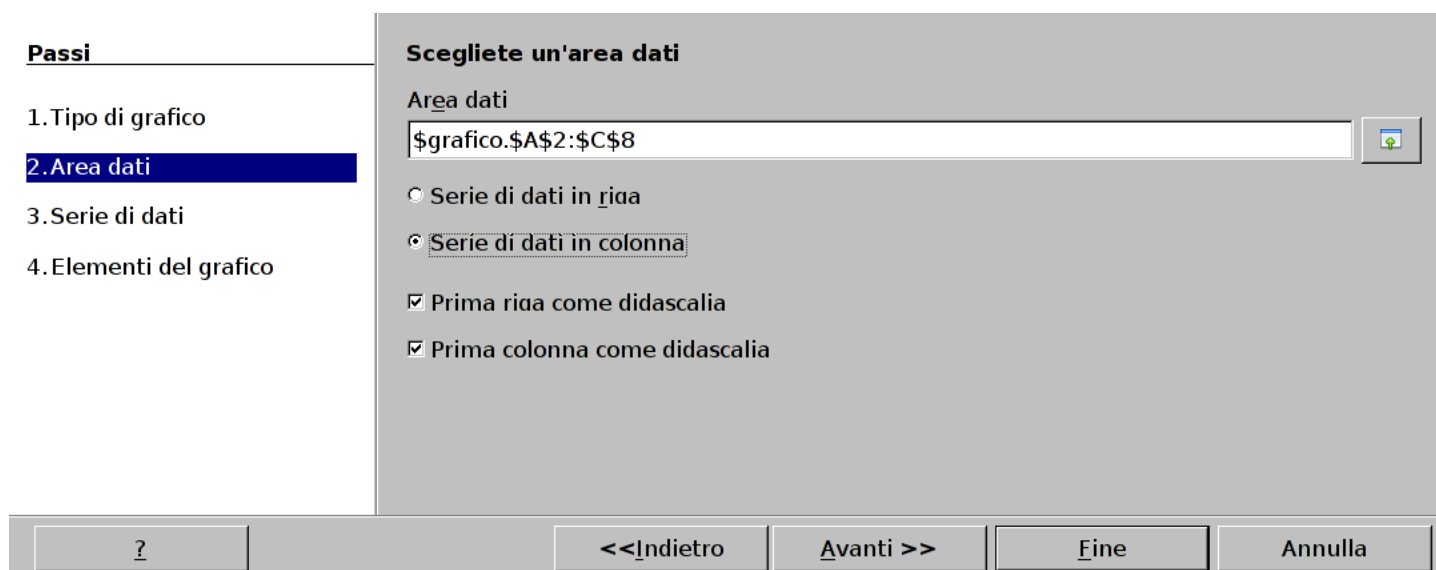 Passi
1.Tipo di grafico
2.Area dati
3.Serie di dati
4.Elementi del grafico
Scegliete un'area dati
Area dati
$grafico.$A$2:$C$8
Serie di dati in riga
Serie di dati in colonna
Prima riga come didascalia
Prima colonna come didascalia
?
<<Indietro
Avanti >>
Fine
Annulla